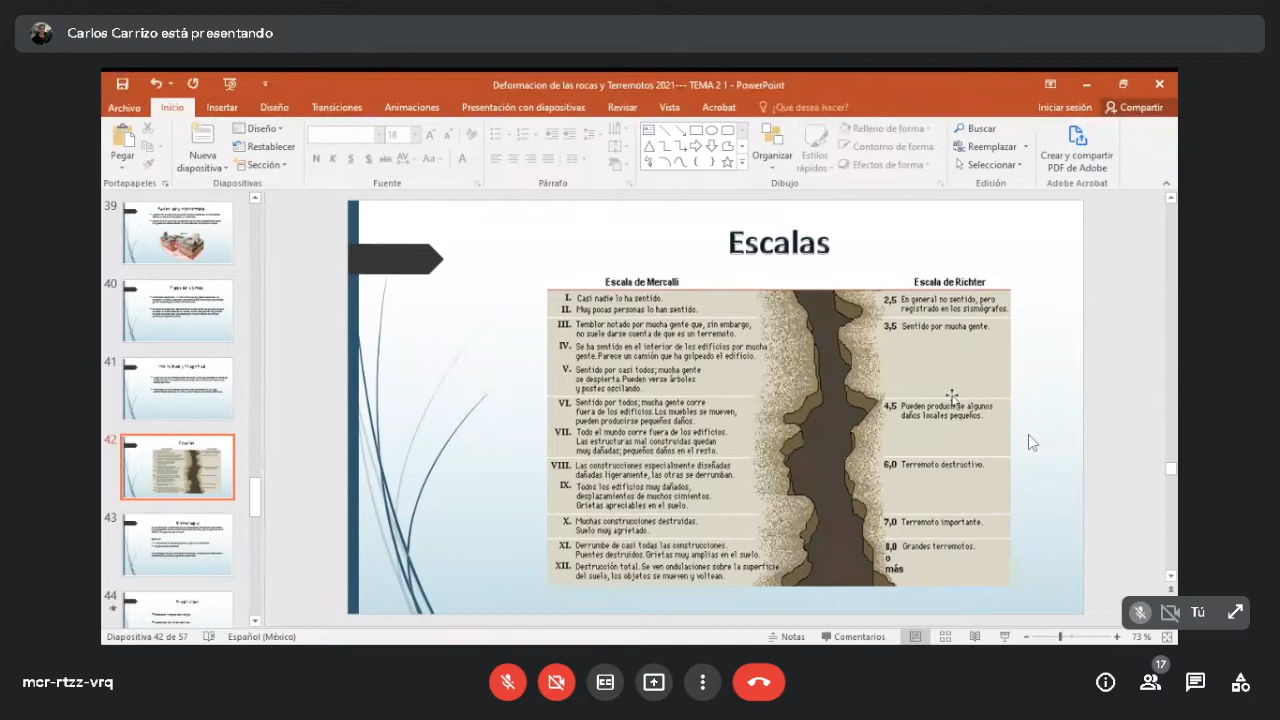 Carlos Carrizo está presentando
Deformacion de las rocas y Terremotos 2021--- TEMA 2 1 - PowerPoint
Archivo Inicio Insertar Diseño Transiciones Animaciones Presentación con diapositivas Revisar Vista Acrobat ¿Qué desea hacer? Iniciar sesión Compartir
Pegar
Nueva diapositiva
Diseño
Restablecer
Sección
18
N K S S abc AV Aa A
Organizar
Estilos rápidos
Relleno de forma
Contorno de forma
Efectos de forma
Buscar
Reemplazar
Seleccionar
Crear y compartir PDF de Adobe
Portapapeles Diapositivas Fuente Párrafo Dibujo Edición Adobe Acrobat
39
40
41
42
Escalas
43
44
Escalas
Escala de Mercalli
Escala de Richter
I. Casi nadie lo ha sentido.
II. Muy pocas personas lo han sentido.
III. Temblor notado por mucha gente que, sin embargo,
no suele darse cuenta de que es un terremoto.
IV. Se ha sentido en el interior de los edificios por mucha
gente. Parece un camión que ha golpeado el edificio.
V. Sentido por casi todos; mucha gente
se despierta. Pueden verse árboles
y postes oscilando.
VI. Sentido por todos; mucha gente corre
fuera de los edificios. Los muebles se mueven,
pueden producirse pequeños daños.
VII. Todo el mundo corre fuera de los edificios.
Las estructuras mal construidas quedan
muy dañadas; pequeños daños en el resto.
VIII. Las construcciones especialmente diseñadas
dañadas ligeramente, las otras se derrumban.
IX. Todos los edificios muy dañados,
desplazamientos de muchos cimientos.
Grietas apreciables en el suelo.
X. Muchas construcciones destruidas.
Suelo muy agrietado.
XI. Derrumbe de casi todas las construcciones.
Puentes destruidos. Grietas muy amplias en el suelo.
XII. Destrucción total. Se ven ondulaciones sobre la superficie
del suelo, los objetos se mueven y voltean.
2,5 En general no sentido, pero
registrado en los sismógrafos.
3,5 Sentido por mucha gente.
4,5 Pueden producirse algunos
daños locales pequeños.
6,0 Terremoto destructivo.
7,0 Terremoto importante.
8,0 Grandes terremotos.
o
más
Tú
Diapositiva 42 de 57 Español (México) Notas Comentarios 73 %
mcr-rtzz-vrq
17